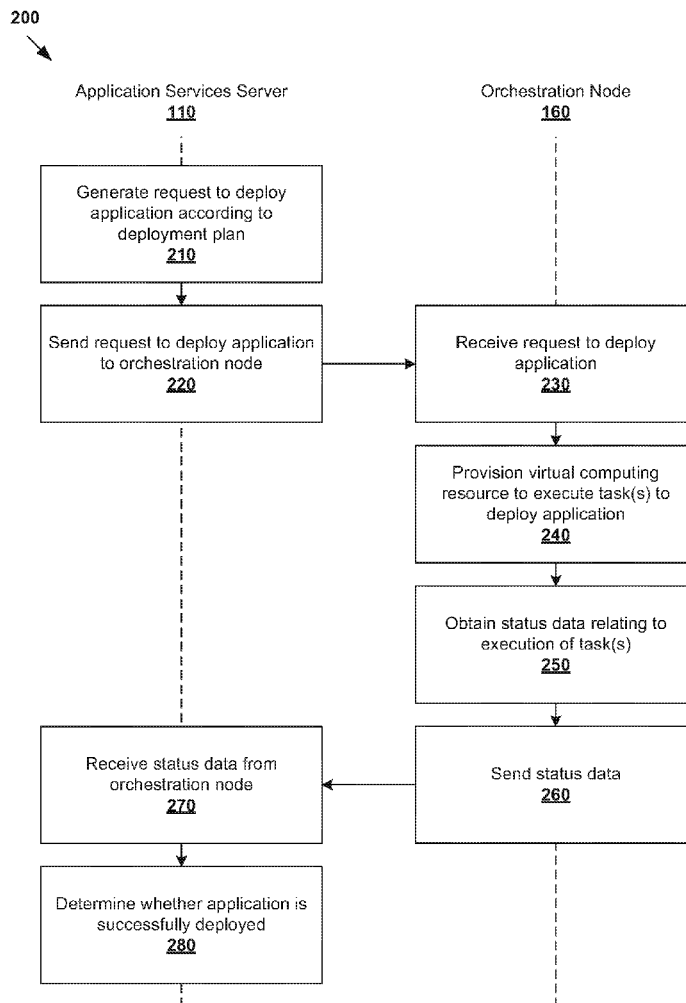 200
Application Services Server
110
Orchestration Node
160
Generate request to deploy
application according to
deployment plan
210
Send request to deploy application
to orchestration node
220
Receive request to deploy
application
230
Provision virtual computing
resource to execute task(s) to
deploy application
240
Obtain status data relating to
execution of task(s)
250
Send status data
260
Receive status data from
orchestration node
270
Determine whether application is
successfully deployed
280